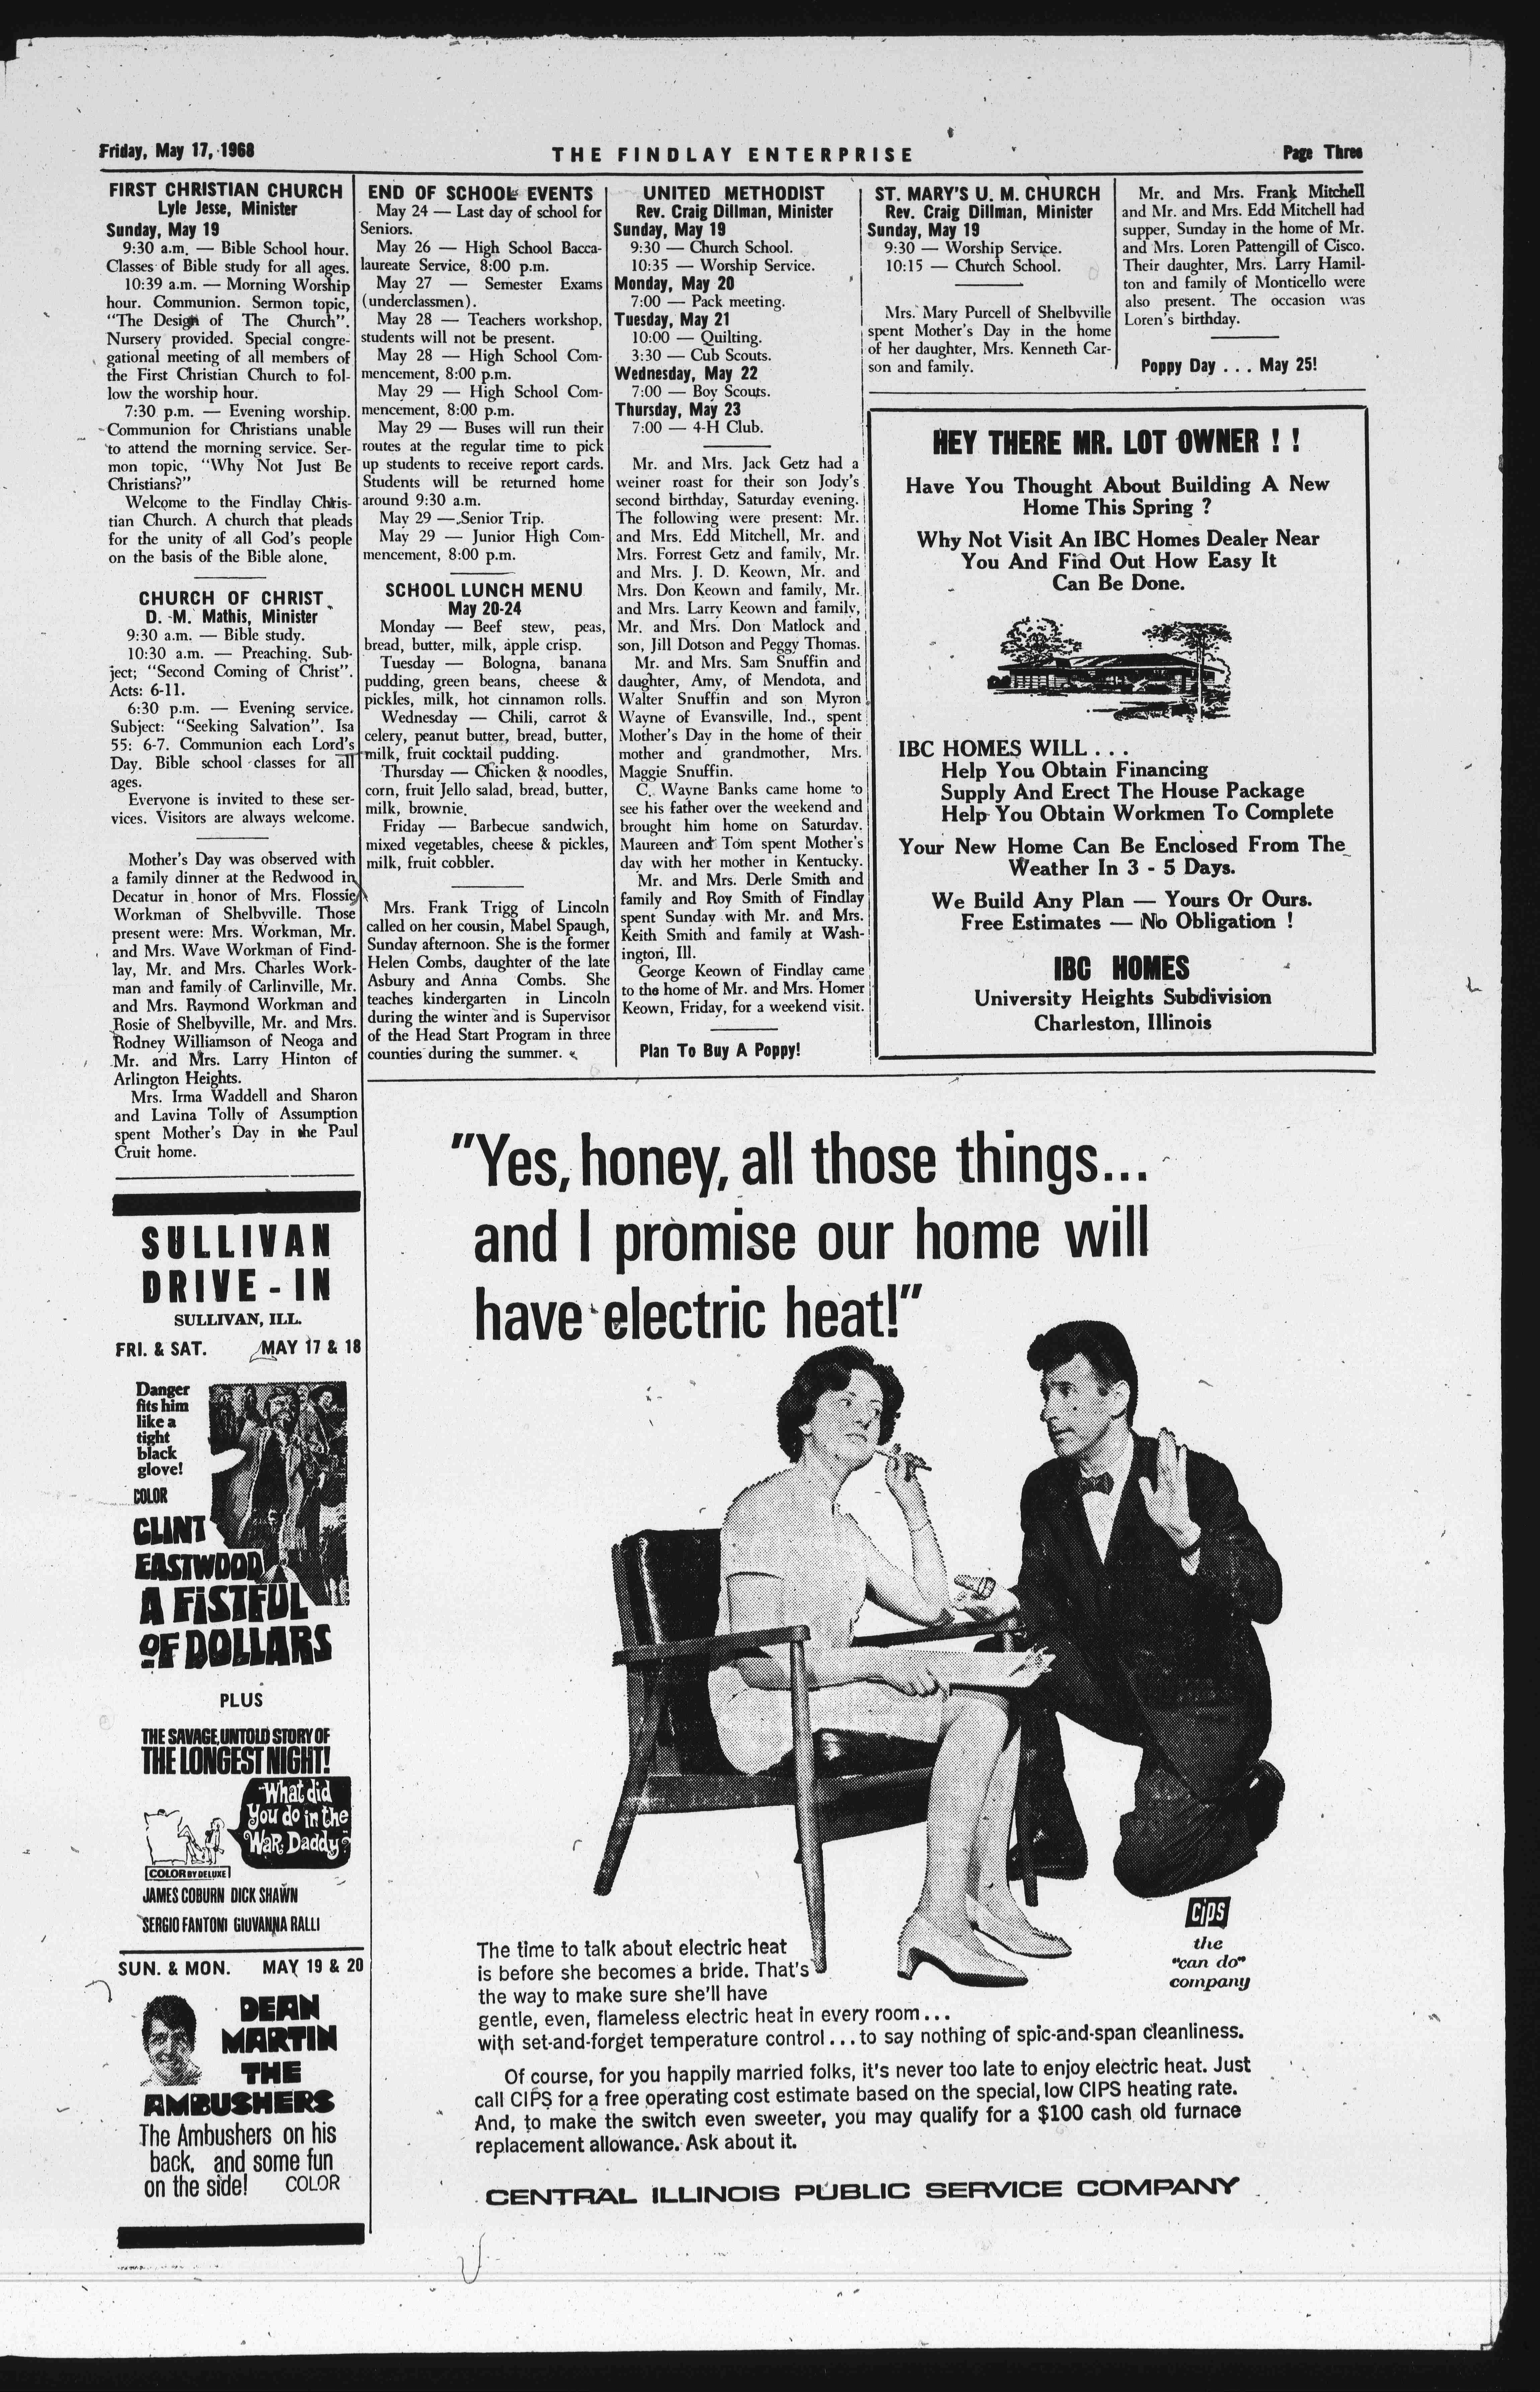 Friday, May 17, 1968
THE FINDLAY ENTERPRISE
Page Three
FIRST CHRISTIAN CHURCH
Lyle Jesse, Minister
Sunday, May 19
9:30 a.m. — Bible School hour.
Classes of Bible study for all ages.
10:39 a.m. — Morning Worship
hour. Communion. Sermon topic,
"The Design of The Church".
Nursery provided. Special congre-
gational meeting of all members of
the First Christian Church to fol-
low the worship hour.
7:30 p.m. — Evening worship.
Communion for Christians unable
to attend the morning service. Ser-
mon topic, "Why Not Just Be
Christians?"
Welcome to the Findlay Chris-
tian Church. A church that pleads
for the unity of all God's people
on the basis of the Bible alone.
CHURCH OF CHRIST
D. M. Mathis, Minister
9:30 a.m. — Bible study.
10:30 a.m. — Preaching. Sub-
ject; "Second Coming of Christ".
Acts: 6-11.
6:30 p.m. — Evening service.
Subject: "Seeking Salvation". Isa
55: 6-7. Communion each Lord's
Day. Bible school classes for all
ages.
Everyone is invited to these ser-
vices. Visitors are always welcome.
Mother's Day was observed with
a family dinner at the Redwood in
Decatur in honor of Mrs. Flossie
Workman of Shelbyville. Those
present were: Mrs. Workman, Mr.
and Mrs. Wave Workman of Find-
lay, Mr. and Mrs. Charles Work-
man and family of Carlinville, Mr.
and Mrs. Raymond Workman and
Rosie of Shelbyville, Mr. and Mrs.
Rodney Williamson of Neoga and
Mr. and Mrs. Larry Hinton of
Arlington Heights.
Mrs. Irma Waddell and Sharon
and Lavina Tolly of Assumption
spent Mother's Day in the Paul
Cruit home.
SULLIVAN
DRIVE-IN
SULLIVAN, ILL.
FRI. & SAT. MAY 17 & 18
Danger
fits him
like a
tight
black
glove!
COLOR
CLINT
EASTWOOD
A FISTFUL
OF DOLLARS
PLUS
THE SAVAGE, UNTOLD STORY OF
THE LONGEST NIGHT!
"What did
You do in the
WaR, Daddy?"
COLOR BY DELUXE
JAMES COBURN DICK SHAWN
SERGIO FANTONI GIOVANNA RALLI
SUN. & MON. MAY 19 & 20
DEAN
MARTIN
THE
AMBUSHERS
The Ambushers on his
back, and some fun
on the side! COLOR
END OF SCHOOL EVENTS
May 24 — Last day of school for
Seniors.
May 26 — High School Bacca-
laureate Service, 8:00 p.m.
May 27 — Semester Exams
(underclassmen).
May 28 — Teachers workshop,
students will not be present.
May 28 — High School Com-
mencement, 8:00 p.m.
May 29 — High School Com-
mencement, 8:00 p.m.
May 29 — Buses will run their
routes at the regular time to pick
up students to receive report cards.
Students will be returned home
around 9:30 a.m.
May 29 — Senior Trip.
May 29 — Junior High Com-
mencement, 8:00 p.m.
SCHOOL LUNCH MENU
May 20-24
Monday — Beef stew, peas,
bread, butter, milk, apple crisp.
Tuesday — Bologna, banana
pudding, green beans, cheese &
pickles, milk, hot cinnamon rolls.
Wednesday — Chili, carrot &
celery, peanut butter, bread, butter,
milk, fruit cocktail pudding.
Thursday — Chicken & noodles,
corn, fruit Jello salad, bread, butter,
milk, brownie.
Friday — Barbecue sandwich,
mixed vegetables, cheese & pickles,
milk, fruit cobbler.
Mrs. Frank Trigg of Lincoln
called on her cousin, Mabel Spaugh,
Sunday afternoon. She is the former
Helen Combs, daughter of the late
Asbury and Anna Combs. She
teaches kindergarten in Lincoln
during the winter and is Supervisor
of the Head Start Program in three
counties during the summer.
UNITED METHODIST
Rev. Craig Dillman, Minister
Sunday, May 19
9:30 — Church School.
10:35 — Worship Service.
Monday, May 20
7:00 — Pack meeting.
Tuesday, May 21
10:00 — Quilting.
3:30 — Cub Scouts.
Wednesday, May 22
7:00 — Boy Scouts.
Thursday, May 23
7:00 — 4-H Club.
Mr. and Mrs. Jack Getz had a
weiner roast for their son Jody's
second birthday, Saturday evening.
The following were present: Mr.
and Mrs. Edd Mitchell, Mr. and
Mrs. Forrest Getz and family, Mr.
and Mrs. J. D. Keown, Mr. and
Mrs. Don Keown and family, Mr.
and Mrs. Larry Keown and family,
Mr. and Mrs. Don Matlock and
son, Jill Dotson and Peggy Thomas.
Mr. and Mrs. Sam Snuffin and
daughter, Amy, of Mendota, and
Walter Snuffin and son Myron
Wayne of Evansville, Ind., spent
Mother's Day in the home of their
mother and grandmother, Mrs.
Maggie Snuffin.
C. Wayne Banks came home to
see his father over the weekend and
brought him home on Saturday.
Maureen and Tom spent Mother's
day with her mother in Kentucky.
Mr. and Mrs. Derle Smith and
family and Roy Smith of Findlay
spent Sunday with Mr. and Mrs.
Keith Smith and family at Wash-
ington, Ill.
George Keown of Findlay came
to the home of Mr. and Mrs. Homer
Keown, Friday, for a weekend visit.
Plan To Buy A Poppy!
ST. MARY'S U. M. CHURCH
Rev. Craig Dillman, Minister
Sunday, May 19
9:30 — Worship Service.
10:15 — Church School.
Mrs. Mary Purcell of Shelbyville
spent Mother's Day in the home
of her daughter, Mrs. Kenneth Car-
son and family.
Mr. and Mrs. Frank Mitchell
and Mr. and Mrs. Edd Mitchell had
supper, Sunday in the home of Mr.
and Mrs. Loren Pattengill of Cisco.
Their daughter, Mrs. Larry Hamil-
ton and family of Monticello were
also present. The occasion was
Loren's birthday.
Poppy Day . . . May 25!
HEY THERE MR. LOT OWNER ! !
Have You Thought About Building A New
Home This Spring ?
Why Not Visit An IBC Homes Dealer Near
You And Find Out How Easy It
Can Be Done.
IBC HOMES WILL . . .
Help You Obtain Financing
Supply And Erect The House Package
Help You Obtain Workmen To Complete
Your New Home Can Be Enclosed From The
Weather In 3 - 5 Days.
We Build Any Plan — Yours Or Ours.
Free Estimates — No Obligation !
IBC HOMES
University Heights Subdivision
Charleston, Illinois
"Yes, honey, all those things...
and I promise our home will
have electric heat!"
cips
the
"can do"
company
The time to talk about electric heat
is before she becomes a bride. That's
the way to make sure she'll have
gentle, even, flameless electric heat in every room...
with set-and-forget temperature control...to say nothing of spic-and-span cleanliness.
Of course, for you happily married folks, it's never too late to enjoy electric heat. Just
call CIPS for a free operating cost estimate based on the special, low CIPS heating rate.
And, to make the switch even sweeter, you may qualify for a $100 cash old furnace
replacement allowance. Ask about it.
CENTRAL ILLINOIS PUBLIC SERVICE COMPANY